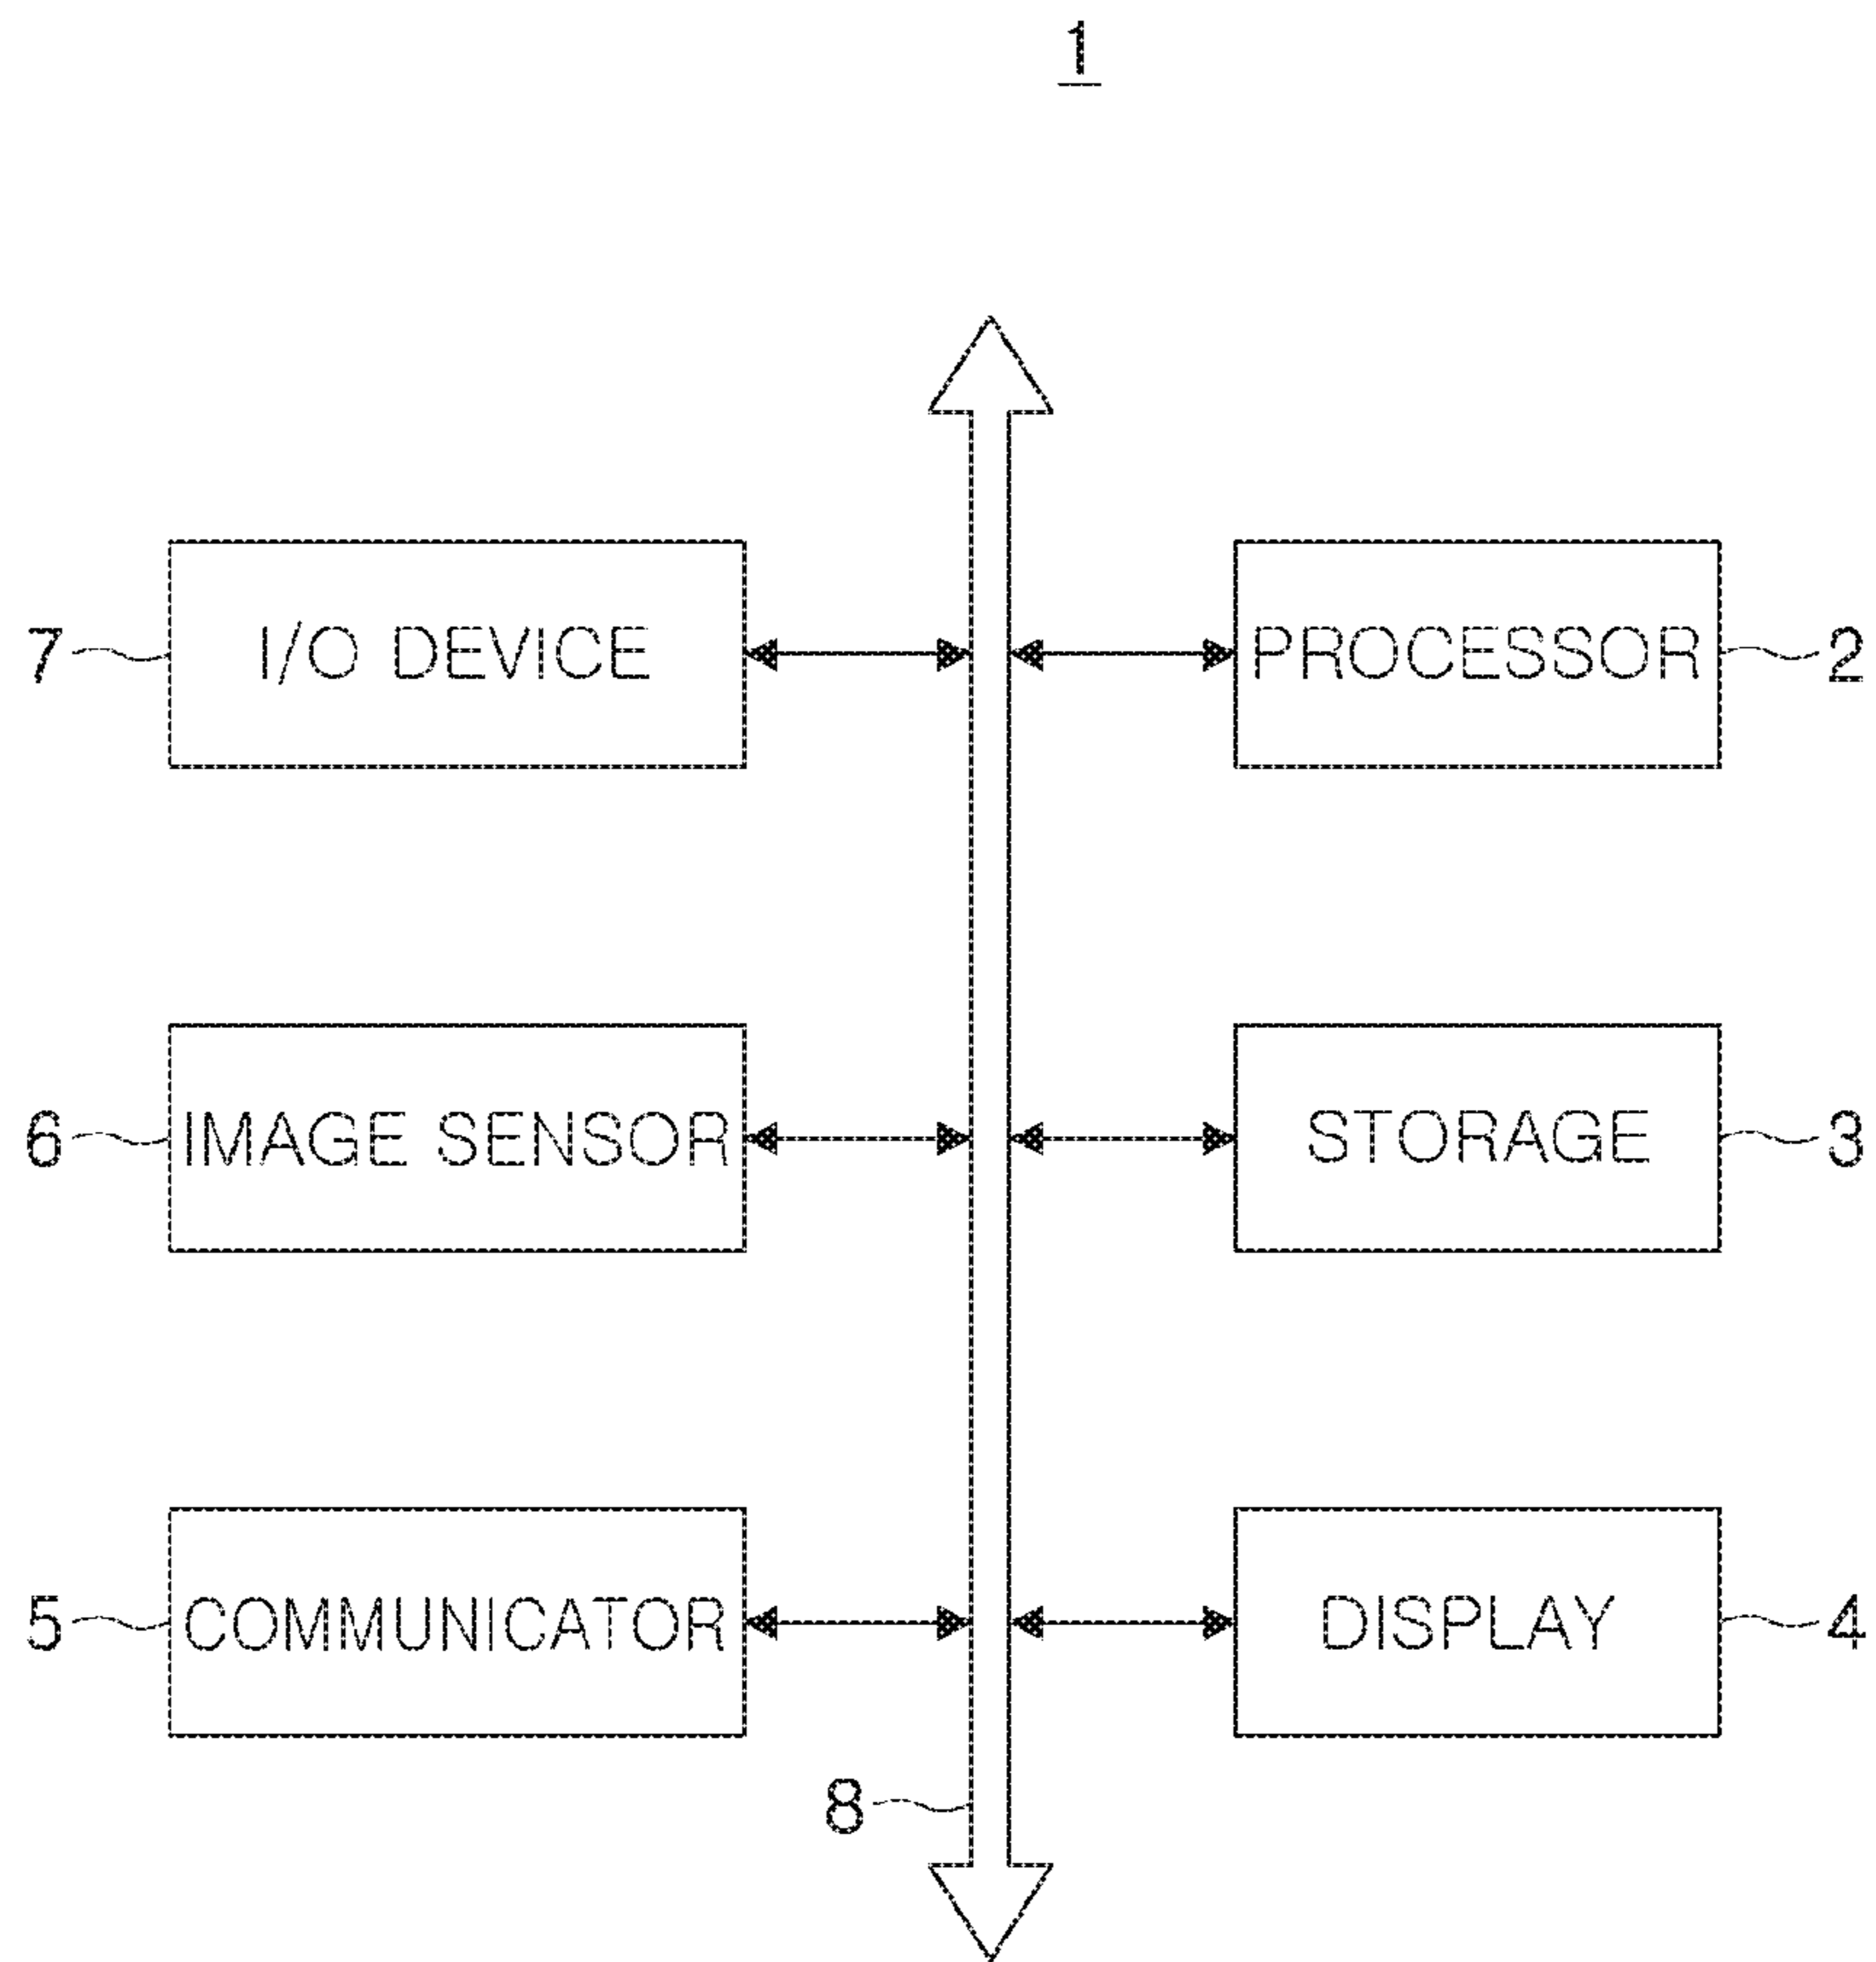 1
7 I/O DEVICE PROCESSOR 2
6 IMAGE SENSOR STORAGE 3
5 COMMUNICATOR DISPLAY 4
8